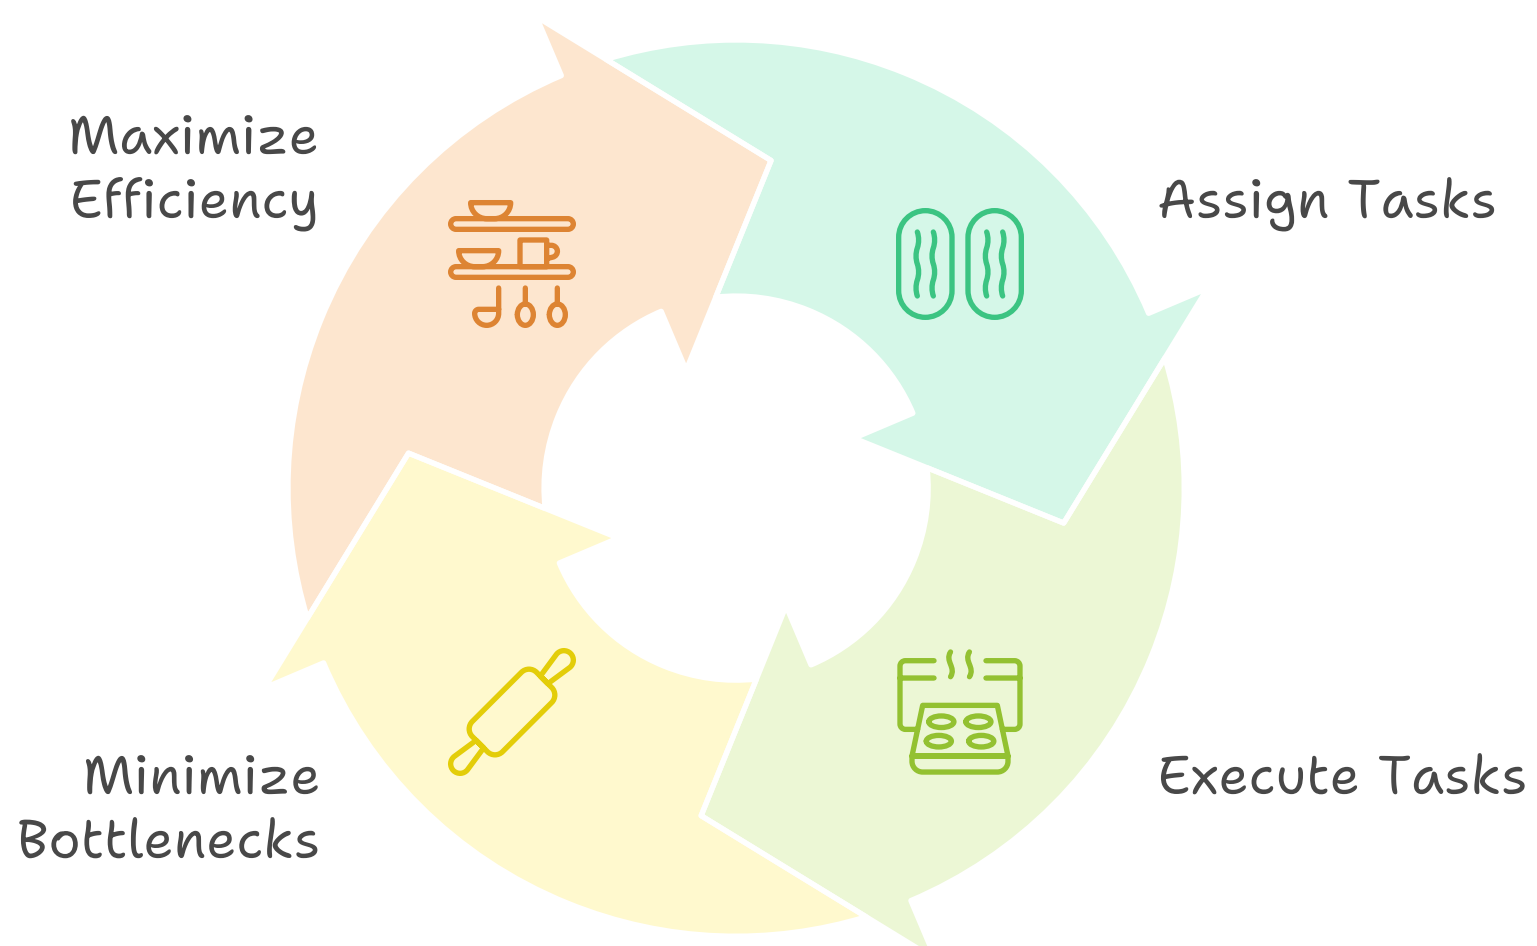 Maximize
Efficiency
Assign Tasks
Minimize
Bottlenecks
Execute Tasks